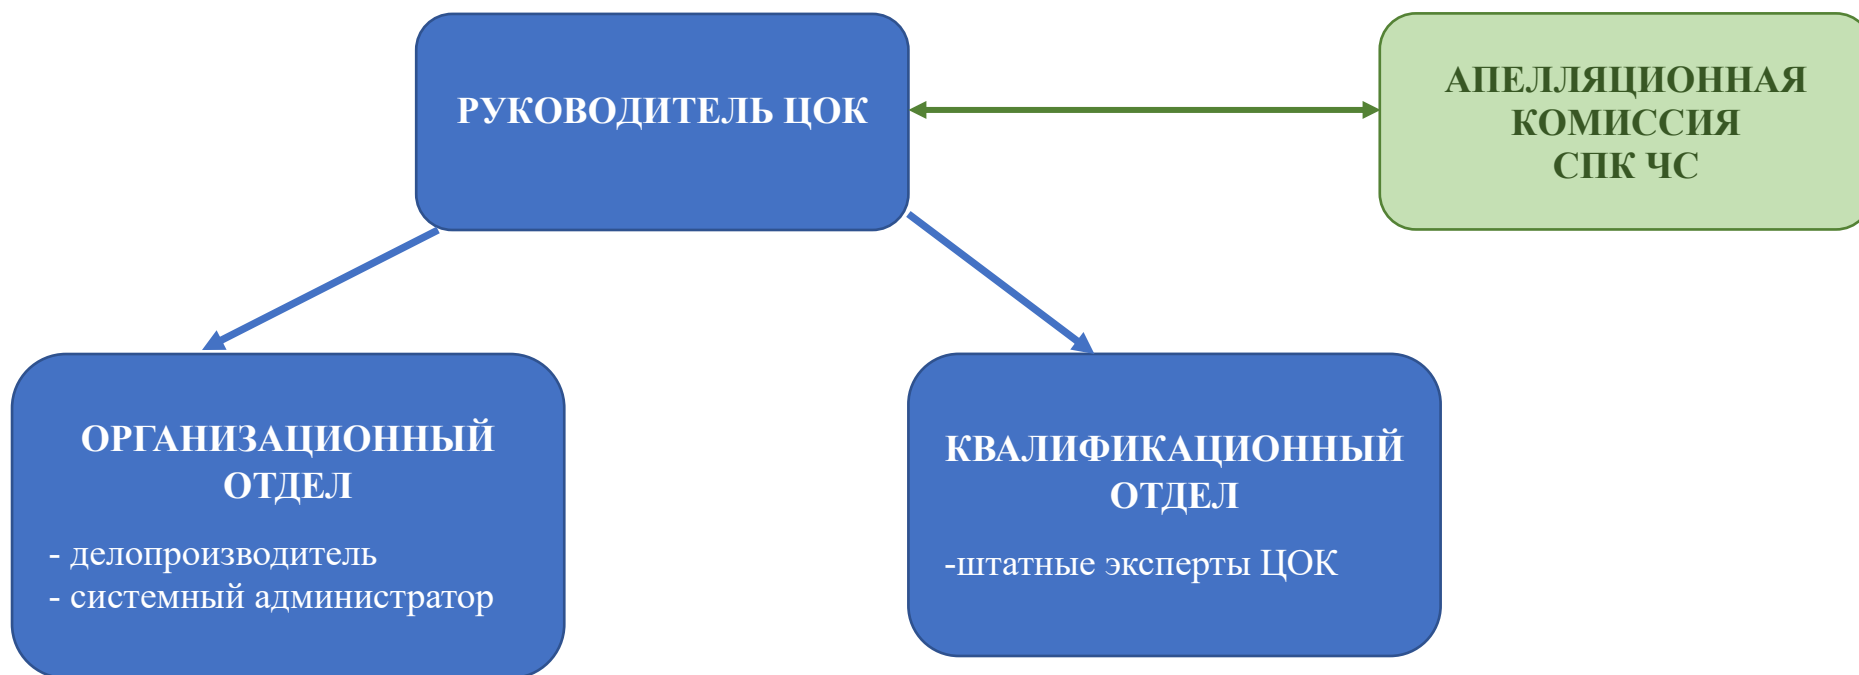 РУКОВОДИТЕЛЬ ЦОК
АПЕЛЛЯЦИОННАЯ
КОМИССИЯ
СПК ЧС
ОРГАНИЗАЦИОННЫЙ
ОТДЕЛ
- делопроизводитель
- системный администратор
КВАЛИФИКАЦИОННЫЙ
ОТДЕЛ
-штатные эксперты ЦОК